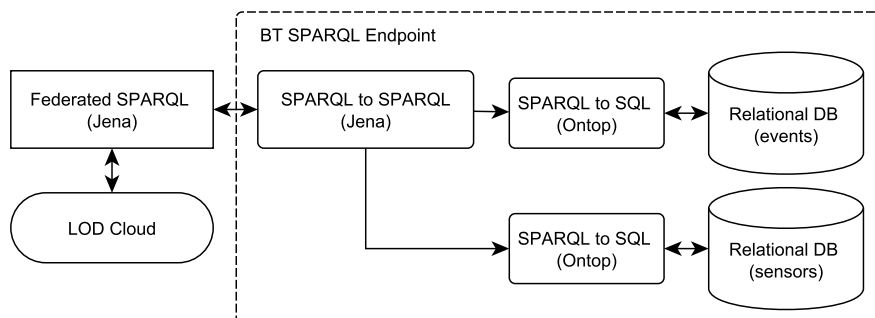 BT SPARQL Endpoint
Federated SPARQL
(Jena)
SPARQL to SPARQL
(Jena)
SPARQL to SQL
(Ontop)
Relational DB
(events)
LOD Cloud
SPARQL to SQL
(Ontop)
Relational DB
(sensors)